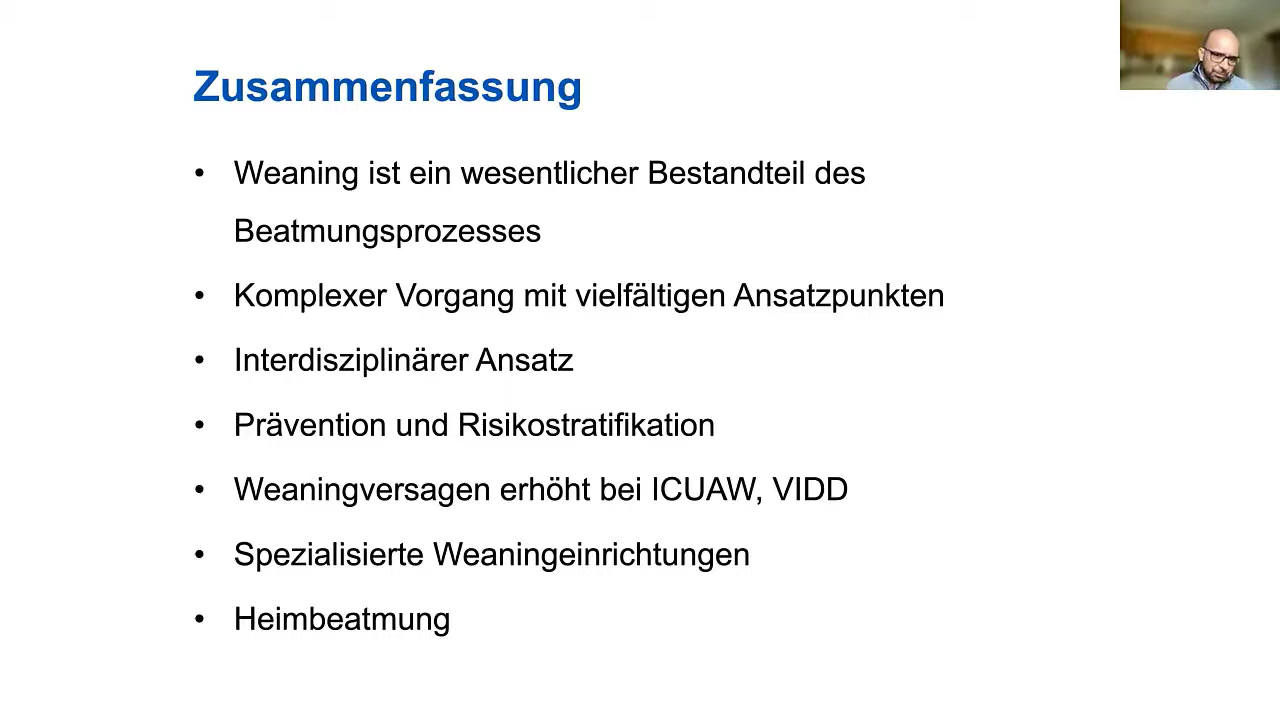 Zusammenfassung
• Weaning ist ein wesentlicher Bestandteil des
Beatmungsprozesses
• Komplexer Vorgang mit vielfältigen Ansatzpunkten
• Interdisziplinärer Ansatz
• Prävention und Risikostratifikation
• Weaningversagen erhöht bei ICUAW, VIDD
• Spezialisierte Weaningeinrichtungen
• Heimbeatmung